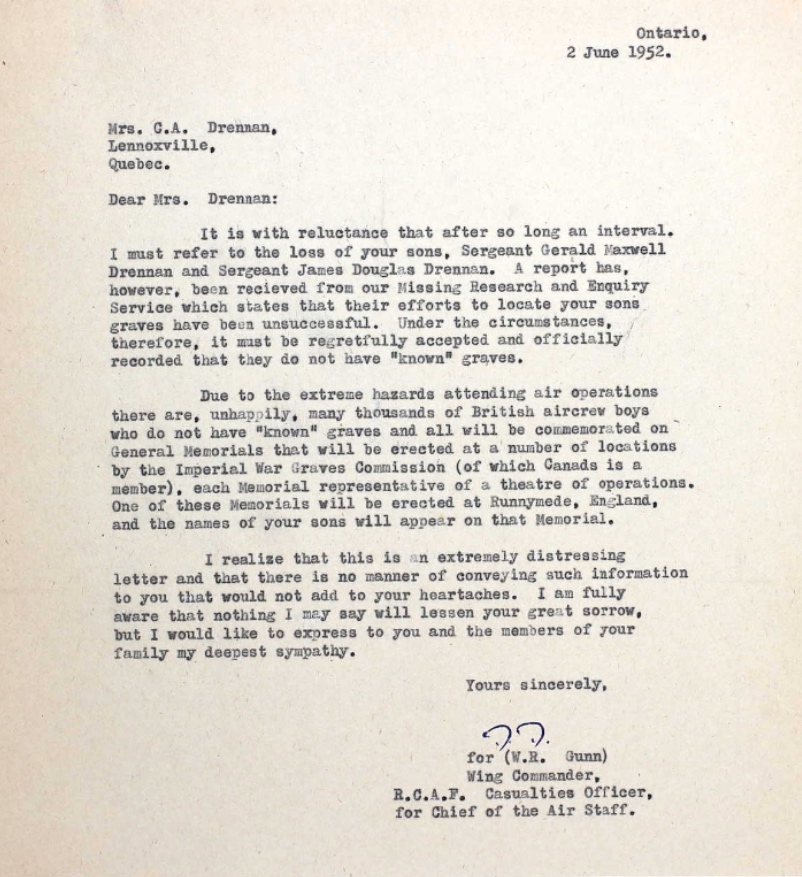 Ontario,
2 June 1952.
Mrs. C.A. Drennan,
Lennoxville,
Quebec.
Dear Mrs. Drennan:
It is with reluctance that after so long an interval.
I must refer to the loss of your sons, Sergeant Gerald Maxwell
Drennan and Sergeant James Douglas Drennan. A report has,
however, been recieved from our Missing Research and Enquiry
Service which states that their efforts to locate your sons
graves have been unsuccessful. Under the circumstances,
therefore, it must be regretfully accepted and officially
recorded that they do not have "known" graves.
Due to the extreme hazards attending air operations
there are, unhappily, many thousands of British aircrew boys
who do not have "known" graves and all will be commemorated on
General Memorials that will be erected at a number of locations
by the Imperial War Graves Commission (of which Canads is a
member), each Memorial representative of a theatre of operations.
One of these Memorials will be erected at Runnymede, England,
and the names of your sons will appear on that Memorial.
I realize that this is an extremely distressing
letter and that there is no manner of conveying such information
to you that would not add to your heartaches. I am fully
aware that nothing I may say will lessen your great sorrow,
but I would like to express to you and the members of your
family my deepest sympathy.
Yours sincerely,
for (W.R. Gunn)
Wing Commander,
R.C.A.F. Casualties Officer,
for Chief of the Air Staff.